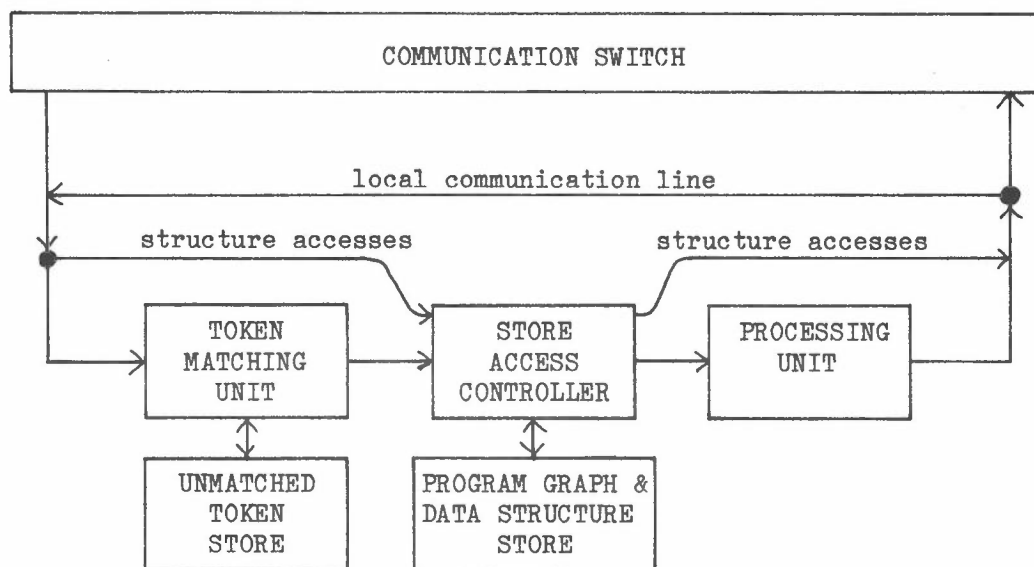 COMMUNICATION SWITCH
local communication line
structure accesses
structure accesses
TOKEN
MATCHING
UNIT
STORE
ACCESS
CONTROLLER
PROCESSING
UNIT
UNMATCHED
TOKEN
STORE
PROGRAM GRAPH &
DATA STRUCTURE
STORE